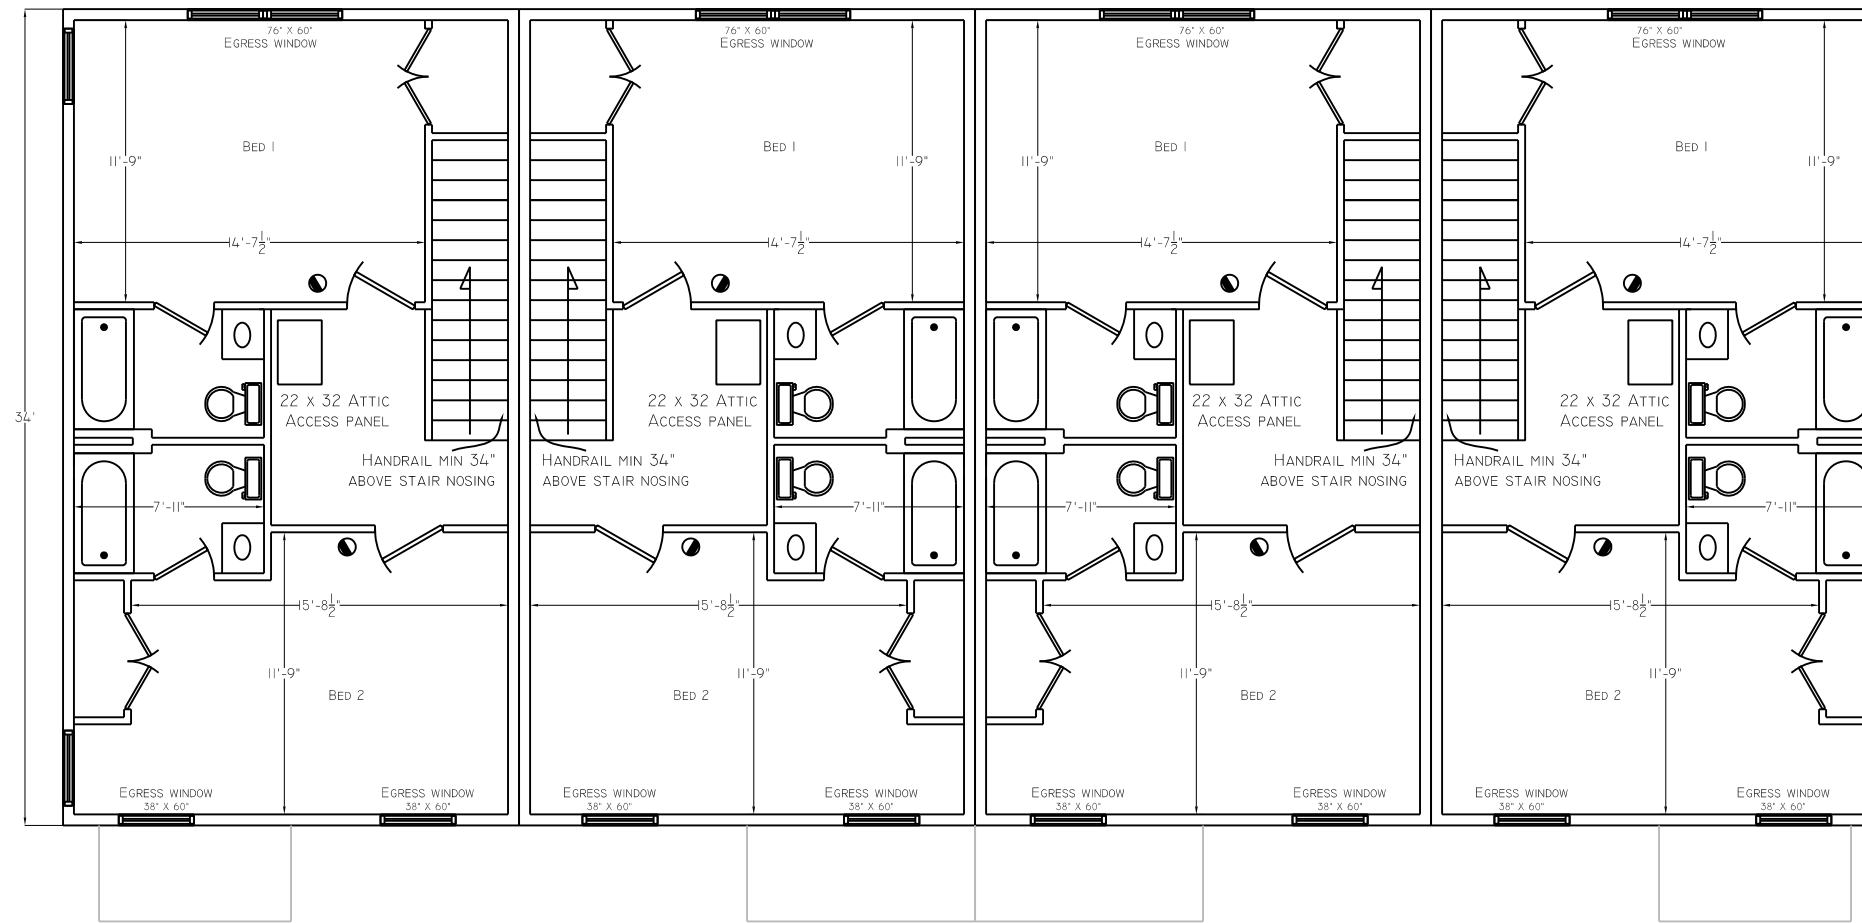 76" X 60"
EGRESS WINDOW
76" X 60"
EGRESS WINDOW
76" X 60"
EGRESS WINDOW
76" X 60"
EGRESS WINDOW
BED 1
BED 1
BED 1
BED 1
11'-9"
11'-9"
11'-9"
11'-9"
14'-7 1/2"
14'-7 1/2"
14'-7 1/2"
14'-7 1/2"
34'
22 X 32 ATTIC
ACCESS PANEL
22 X 32 ATTIC
ACCESS PANEL
22 X 32 ATTIC
ACCESS PANEL
22 X 32 ATTIC
ACCESS PANEL
HANDRAIL MIN 34"
ABOVE STAIR NOSING
HANDRAIL MIN 34"
ABOVE STAIR NOSING
HANDRAIL MIN 34"
ABOVE STAIR NOSING
HANDRAIL MIN 34"
ABOVE STAIR NOSING
7'-11"
7'-11"
7'-11"
7'-11"
15'-8 1/2"
15'-8 1/2"
15'-8 1/2"
15'-8 1/2"
11'-9"
11'-9"
11'-9"
11'-9"
BED 2
BED 2
BED 2
BED 2
EGRESS WINDOW
38" X 60"
EGRESS WINDOW
38" X 60"
EGRESS WINDOW
38" X 60"
EGRESS WINDOW
38" X 60"
EGRESS WINDOW
38" X 60"
EGRESS WINDOW
38" X 60"
EGRESS WINDOW
38" X 60"
EGRESS WINDOW
38" X 60"